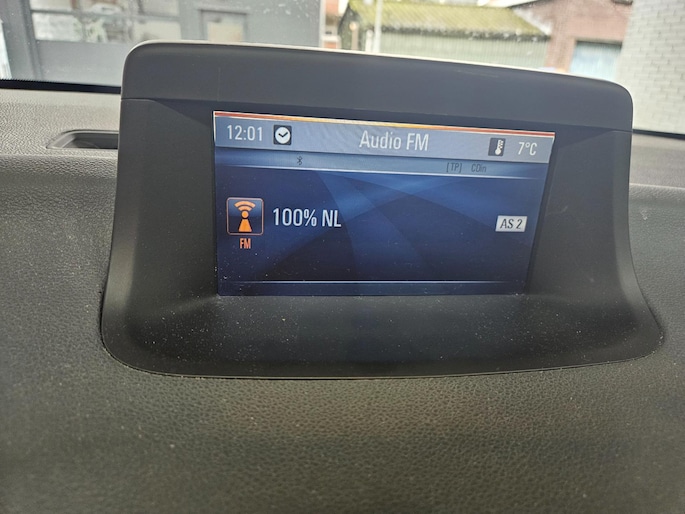 12:01 Audio FM 7°C
[TP] CDin
100% NL AS 2
FM